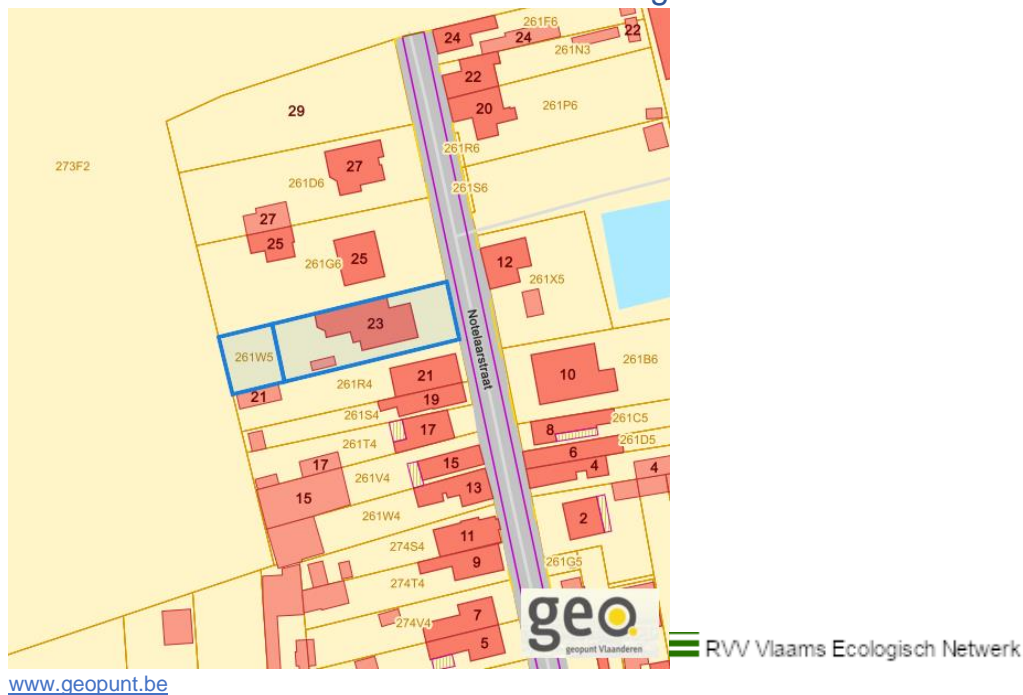 261F6
24
24
22
261N3
22
29
20
261P6
261R6
273F2
27
261D6
261S6
27
25
25
12
261G6
261X5
Notelaarstraat
23
261W5
261B6
21
10
261R4
21
19
261S4
261C5
17
8
261T4
261D5
6
17
15
4
4
261V4
15
13
261W4
2
11
274S4
9
261G5
274T4
geo
7
274V4
5
geopunt Vlaanderen
RVV Vlaams Ecologisch Netwerk
www.geopunt.be